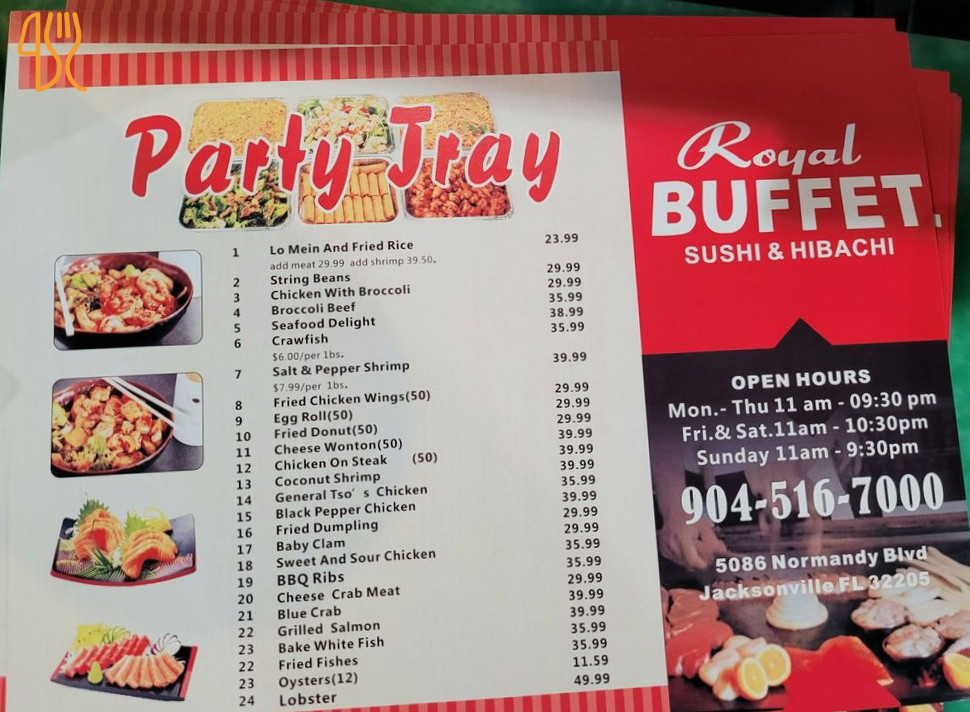 Party Tray
1 Lo Mein And Fried Rice 23.99
add meat 29.99 add shrimp 39.50.
2 String Beans 29.99
3 Chicken With Broccoli 29.99
4 Broccoli Beef 35.99
5 Seafood Delight 38.99
6 Crawfish 35.99
$6.00/per 1bs.
7 Salt & Pepper Shrimp 39.99
$7.99/per 1bs.
8 Fried Chicken Wings(50) 29.99
9 Egg Roll(50) 29.99
10 Fried Donut(50) 29.99
11 Cheese Wonton(50) 39.99
12 Chicken On Steak (50) 39.99
13 Coconut Shrimp 39.99
14 General Tso's Chicken 35.99
15 Black Pepper Chicken 39.99
16 Fried Dumpling 29.99
17 Baby Clam 29.99
18 Sweet And Sour Chicken 35.99
19 BBQ Ribs 35.99
20 Cheese Crab Meat 29.99
21 Blue Crab 39.99
22 Grilled Salmon 39.99
23 Bake White Fish 35.99
22 Fried Fishes 35.99
23 Oysters(12) 11.59
24 Lobster 49.99
Royal
BUFFET
SUSHI & HIBACHI
OPEN HOURS
Mon.- Thu 11 am - 09:30 pm
Fri.& Sat.11am - 10:30pm
Sunday 11am - 9:30pm
904-516-7000
5086 Normandy Blvd
Jacksonville FL 32205